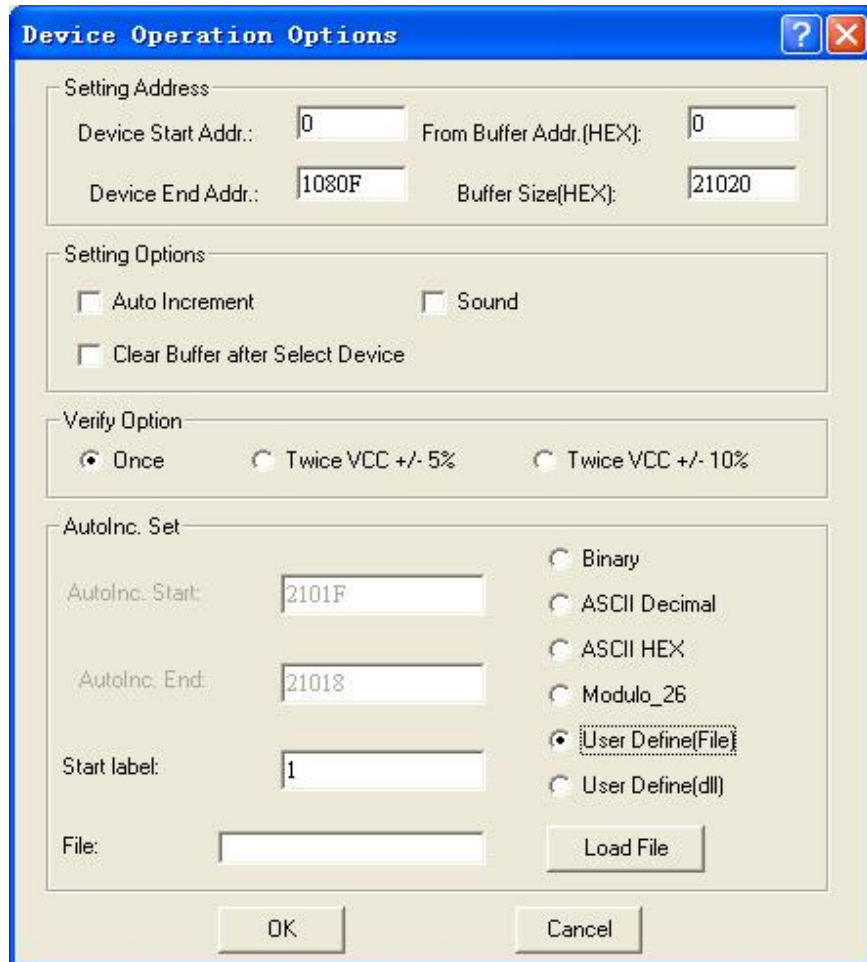 Device Operation Options
Setting Address
Device Start Addr.: 0 From Buffer Addr.(HEX): 0
Device End Addr.: 1080F Buffer Size(HEX): 21020
Setting Options
Auto Increment Sound
Clear Buffer after Select Device
Verify Option
Once Twice VCC +/- 5% Twice VCC +/- 10%
AutoInc. Set
Binary
AutoInc. Start: 2101F
ASCII Decimal
ASCII HEX
AutoInc. End: 21018
Modulo_26
User Define(File)
Start label: 1
User Define(dll)
File: Load File
OK Cancel